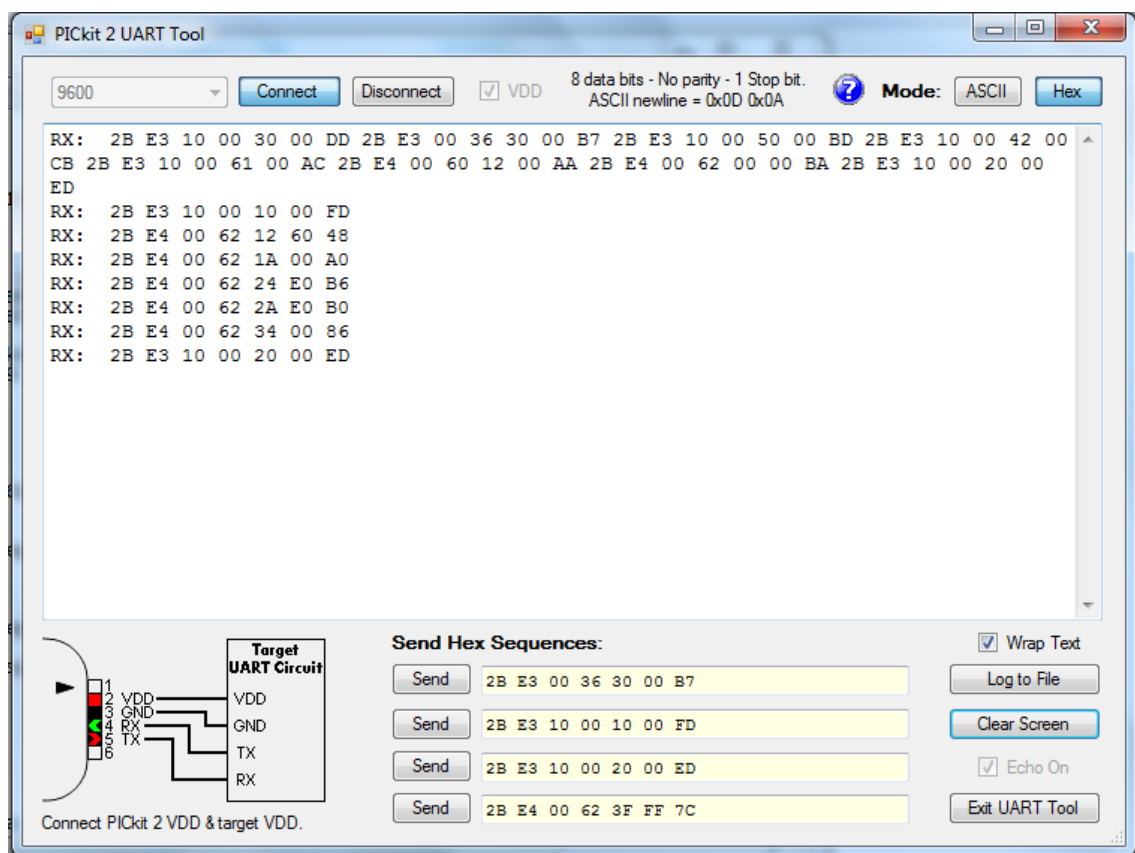 PICkit 2 UART Tool
9600 Connect Disconnect VDD 8 data bits - No parity - 1 Stop bit. Mode: ASCII Hex
ASCII newline = 0x0D 0x0A
RX: 2B E3 10 00 30 00 DD 2B E3 00 36 30 00 B7 2B E3 10 00 50 00 BD 2B E3 10 00 42 00
CB 2B E3 10 00 61 00 AC 2B E4 00 60 12 00 AA 2B E4 00 62 00 00 BA 2B E3 10 00 20 00
ED
RX: 2B E3 10 00 10 00 FD
RX: 2B E4 00 62 12 60 48
RX: 2B E4 00 62 1A 00 A0
RX: 2B E4 00 62 24 E0 B6
RX: 2B E4 00 62 2A E0 B0
RX: 2B E4 00 62 34 00 86
RX: 2B E3 10 00 20 00 ED
Target
UART Circuit
1
2 VDD VDD
3 GND
4 RX GND
5 TX
6 TX
RX
Connect PICkit 2 VDD & target VDD.
Send Hex Sequences:
Send 2B E3 00 36 30 00 B7
Send 2B E3 10 00 10 00 FD
Send 2B E3 10 00 20 00 ED
Send 2B E4 00 62 3F FF 7C
Wrap Text
Log to File
Clear Screen
Echo On
Exit UART Tool